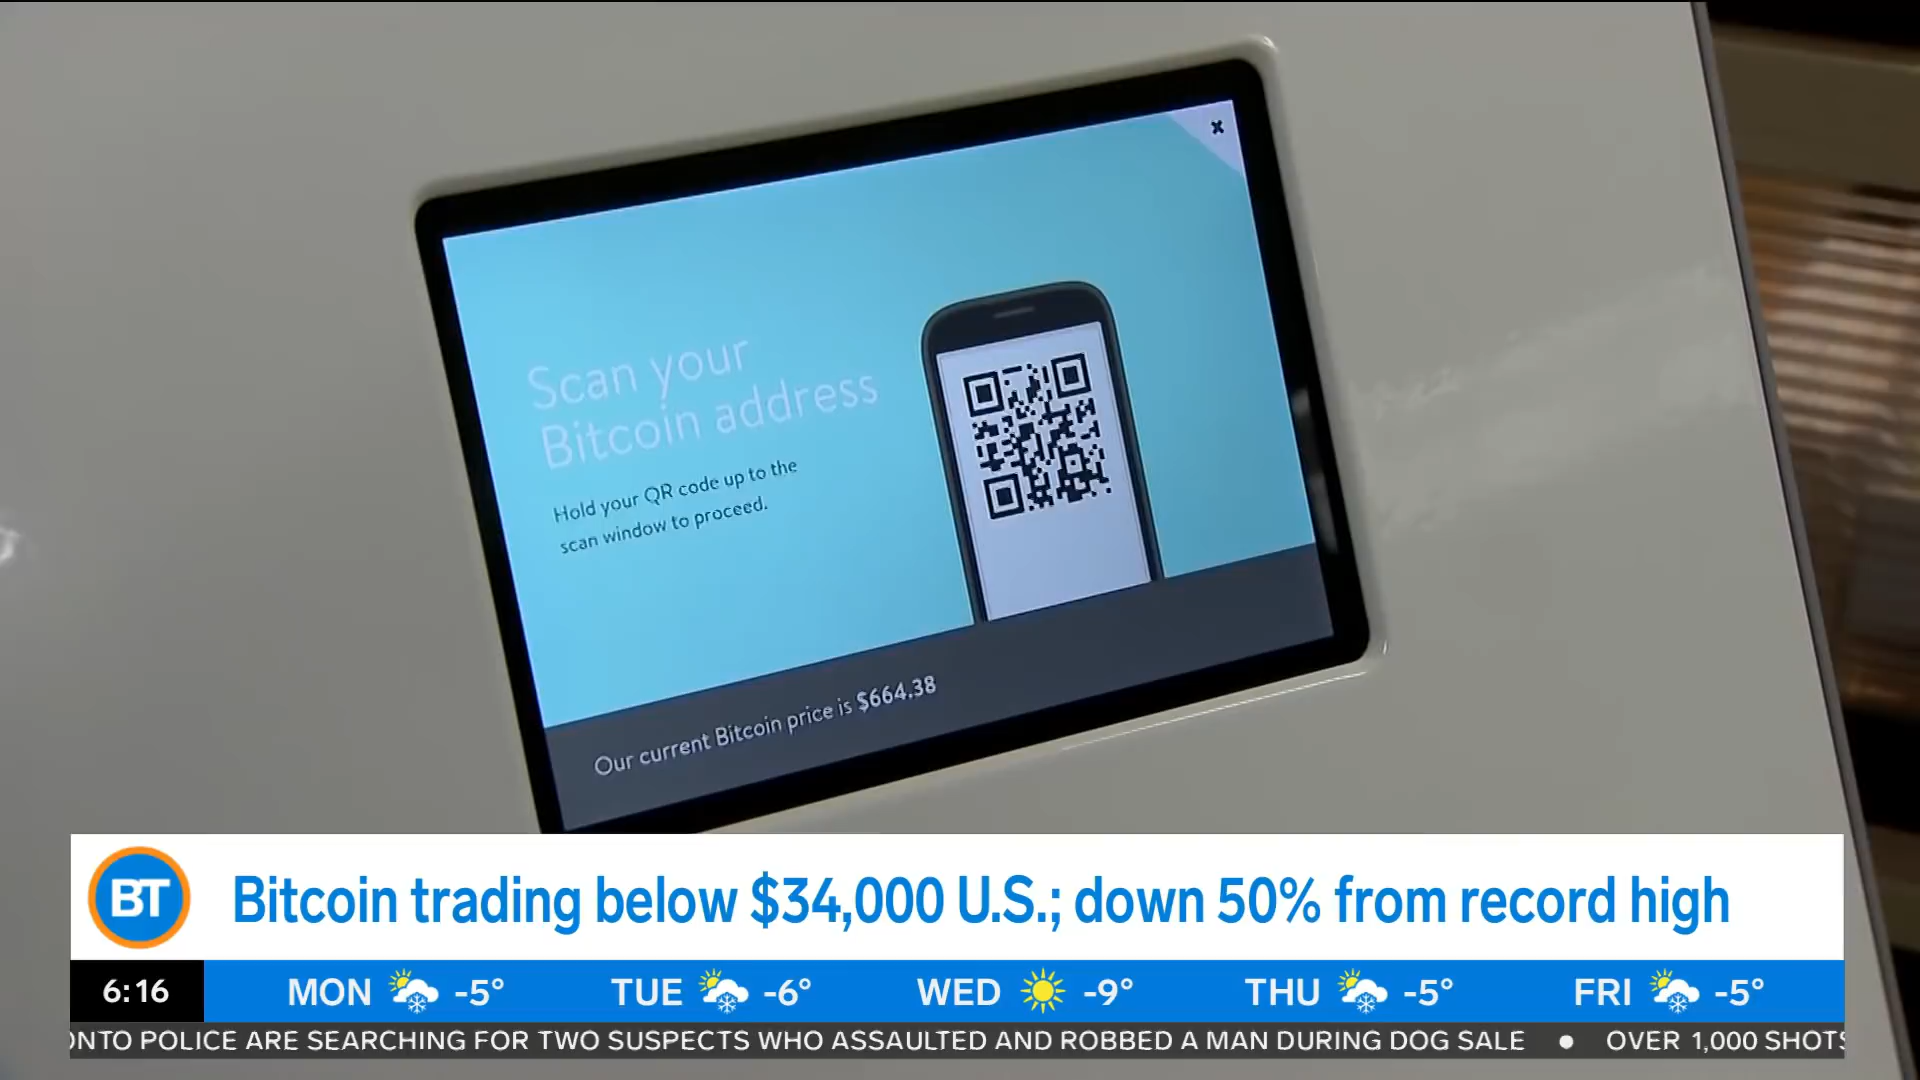 x
Scan your
Bitcoin address
Hold your QR code up to the
scan window to proceed.
Our current Bitcoin price is $664.38
BT
Bitcoin trading below $34,000 U.S.; down 50% from record high
6:16 MON -5° TUE -6° WED -9° THU -5° FRI -5°
ONTO POLICE ARE SEARCHING FOR TWO SUSPECTS WHO ASSAULTED AND ROBBED A MAN DURING DOG SALE • OVER 1,000 SHOTS